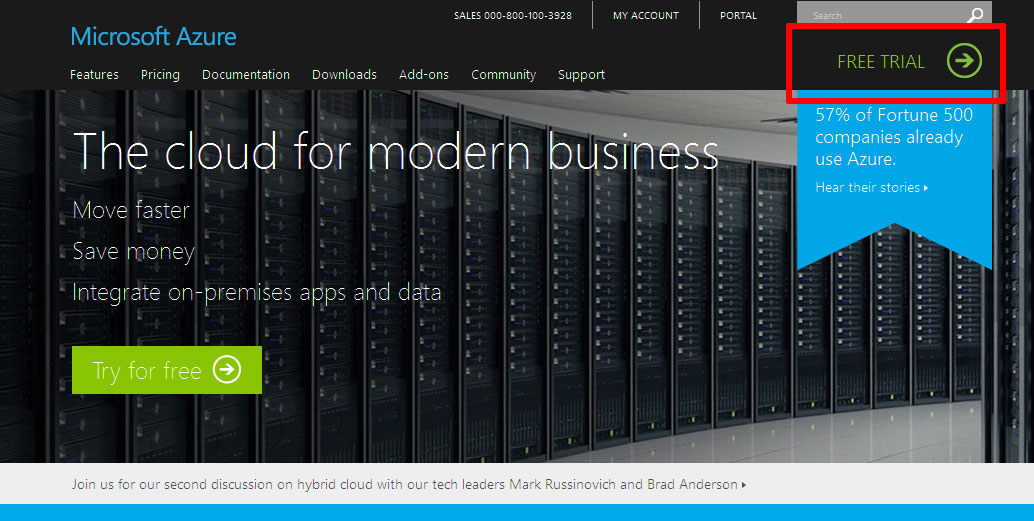 SALES 000-800-100-3928
MY ACCOUNT
PORTAL
Search
Microsoft Azure
FREE TRIAL
Features Pricing Documentation Downloads Add-ons Community Support
57% of Fortune 500
companies already
use Azure.
Hear their stories
The cloud for modern business
Move faster
Save money
Integrate on-premises apps and data
Try for free
Join us for our second discussion on hybrid cloud with our tech leaders Mark Russinovich and Brad Anderson